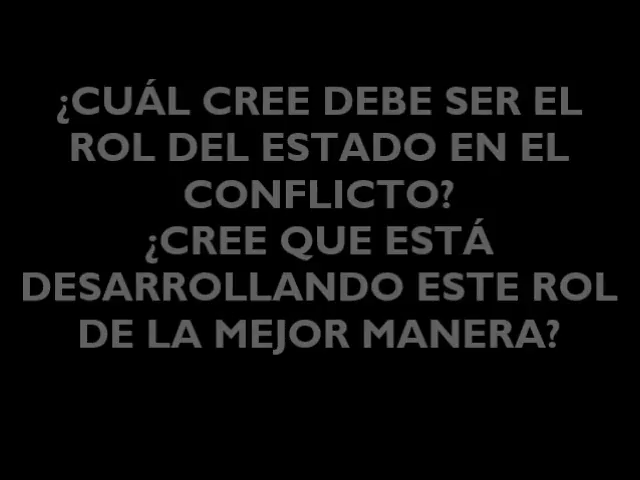 ¿CUÁL CREE DEBE SER EL
ROL DEL ESTADO EN EL
CONFLICTO?
¿CREE QUE ESTÁ
DESARROLLANDO ESTE ROL
DE LA MEJOR MANERA?